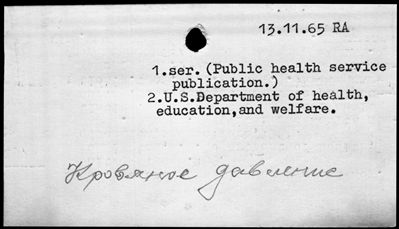 13.11.65 RA
1.ser. (Public health service
publication.)
2.U.S.Department of health,
education,and welfare.
Кровяное давление